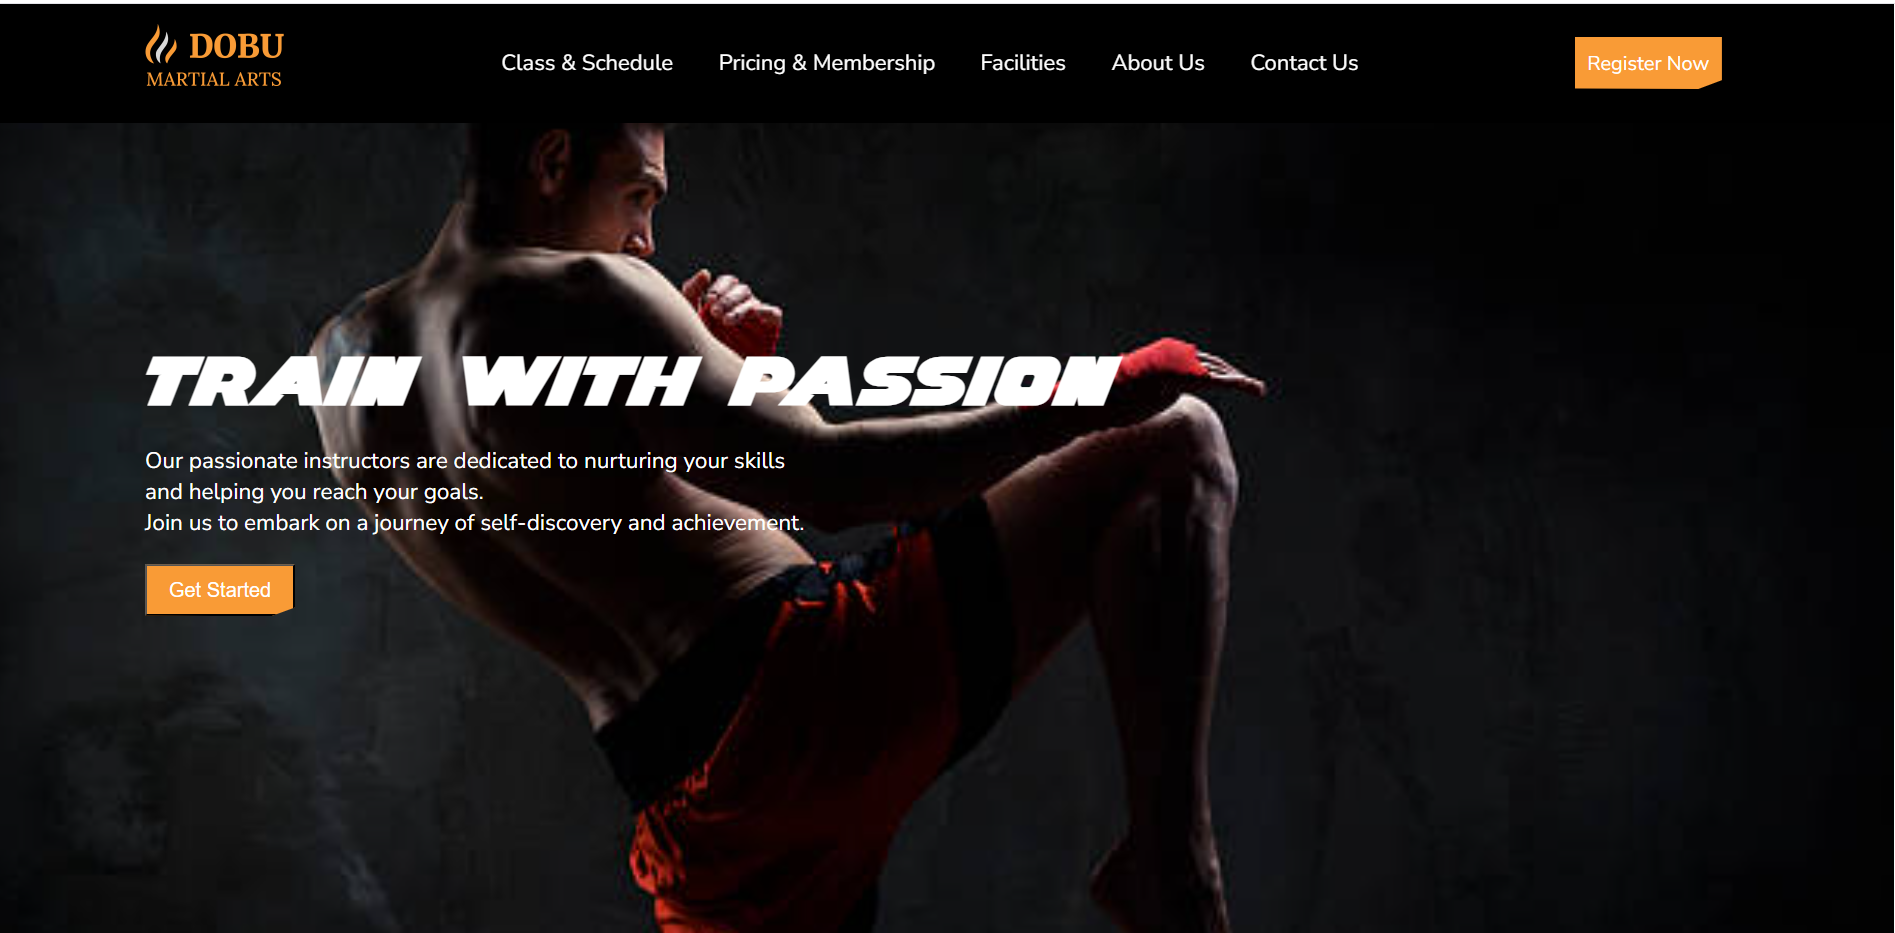 DOBU
MARTIAL ARTS
Class & Schedule
Pricing & Membership
Facilities
About Us
Contact Us
Register Now
TRAIN WITH PASSION
Our passionate instructors are dedicated to nurturing your skills
and helping you reach your goals.
Join us to embark on a journey of self-discovery and achievement.
Get Started